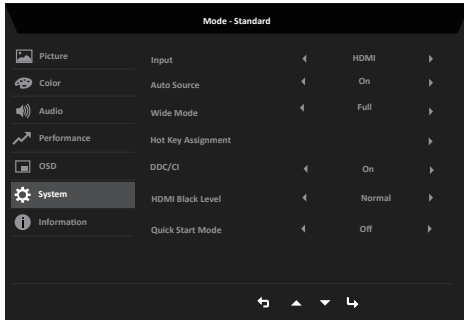 Mode - Standard
Picture
Color
Audio
Performance
OSD
System
Information
Input HDMI
Auto Source On
Wide Mode Full
Hot Key Assignment
DDC/CI On
HDMI Black Level Normal
Quick Start Mode Off